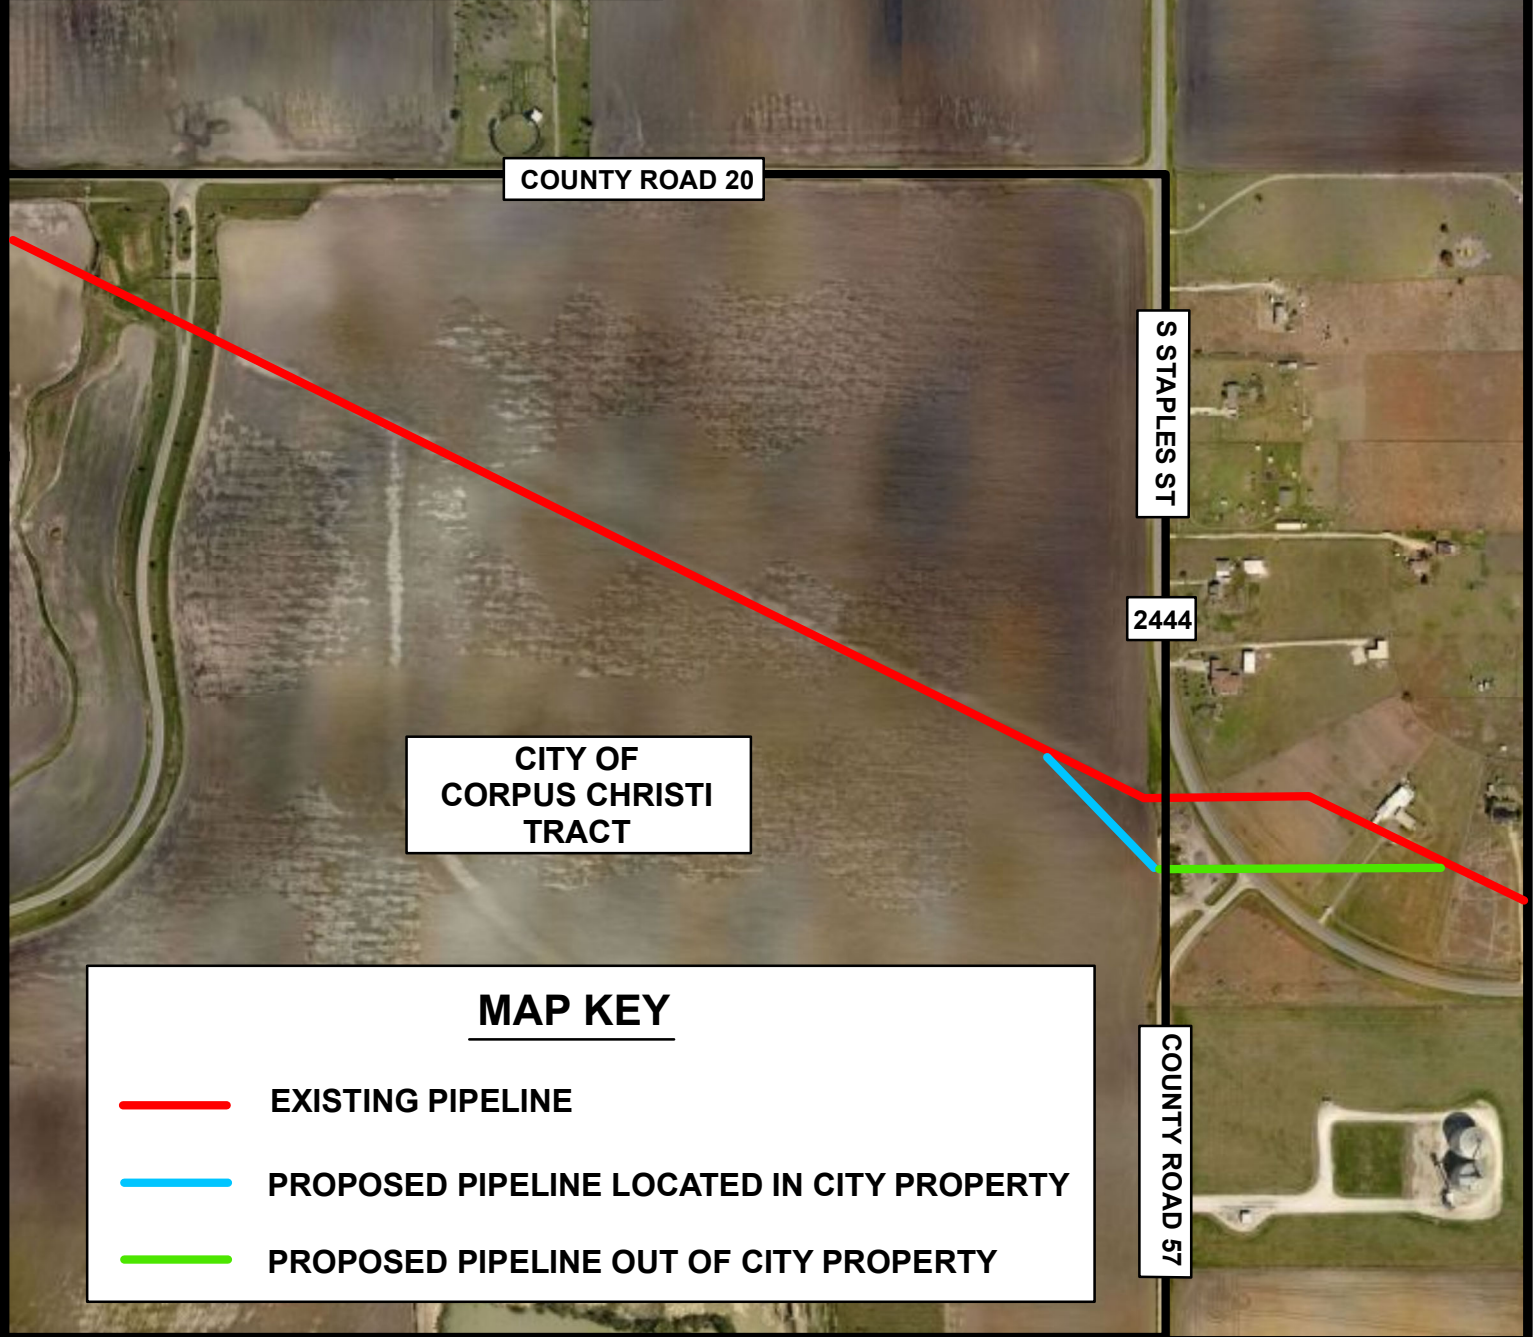 COUNTY ROAD 20
S STAPLES ST
2444
CITY OF
CORPUS CHRISTI
TRACT
MAP KEY
EXISTING PIPELINE
PROPOSED PIPELINE LOCATED IN CITY PROPERTY
PROPOSED PIPELINE OUT OF CITY PROPERTY
COUNTY ROAD 57